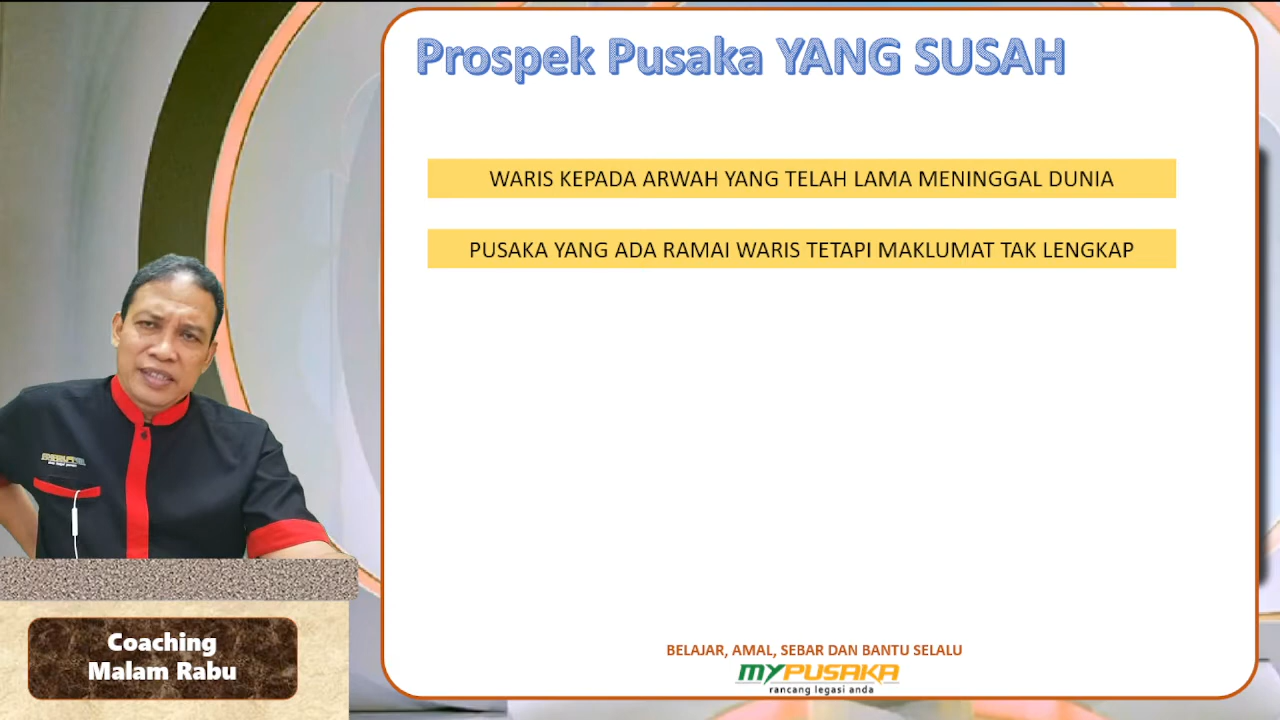 Prospek Pusaka YANG SUSAH
WARIS KEPADA ARWAH YANG TELAH LAMA MENINGGAL DUNIA
PUSAKA YANG ADA RAMAI WARIS TETAPI MAKLUMAT TAK LENGKAP
Coaching
Malam Rabu
BELAJAR, AMAL, SEBAR DAN BANTU SELALU
MYPUSAKA
rancang legasi anda